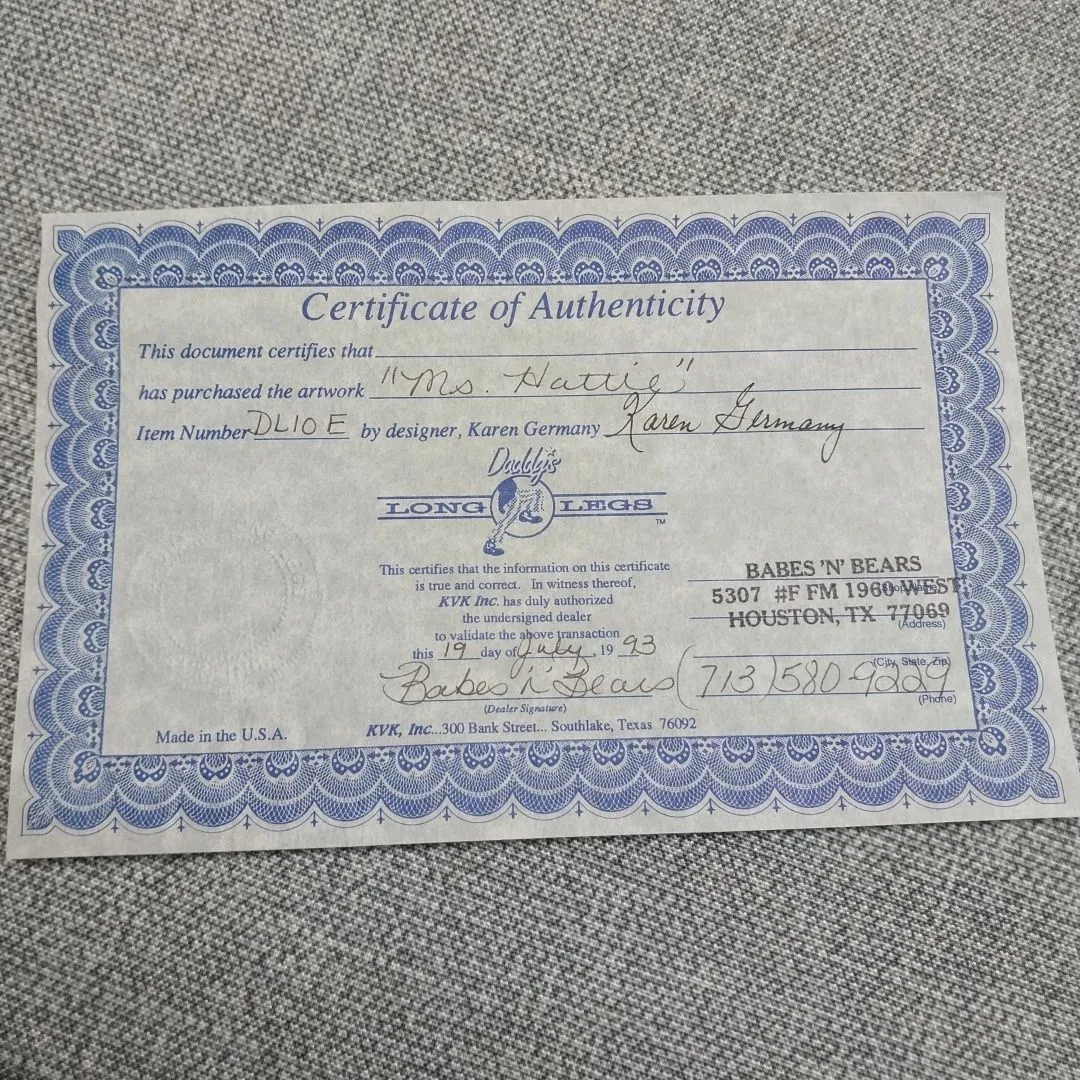 Certificate of Authenticity
This document certifies that
has purchased the artwork "Ms. Hattie"
Item Number DL10E by designer, Karen Germany Karen Germany
Daddy's
LONG LEGS
TM
This certifies that the information on this certificate
is true and correct. In witness thereof,
KVK Inc. has duly authorized
the undersigned dealer
to validate the above transaction
this 19 day of July, 19 93
Babes 'n' Bears
(Dealer Signature)
BABES 'N' BEARS
5307 #F FM 1960 WEST
HOUSTON, TX 77069
(Address)
(City, State, Zip)
(713) 580-9229
(Phone)
Made in the U.S.A.
KVK, Inc...300 Bank Street... Southlake, Texas 76092